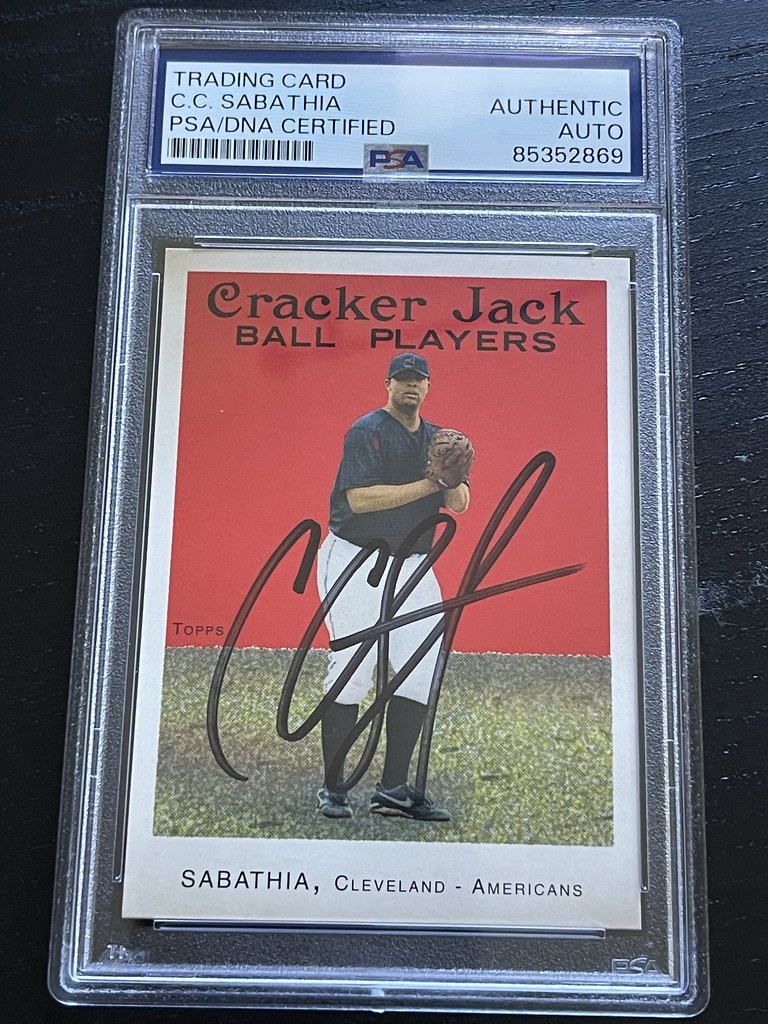 TRADING CARD
C.C. SABATHIA
PSA/DNA CERTIFIED
AUTHENTIC
AUTO
85352869
PSA
Cracker Jack
BALL PLAYERS
TOPPS
SABATHIA, CLEVELAND - AMERICANS
PSA